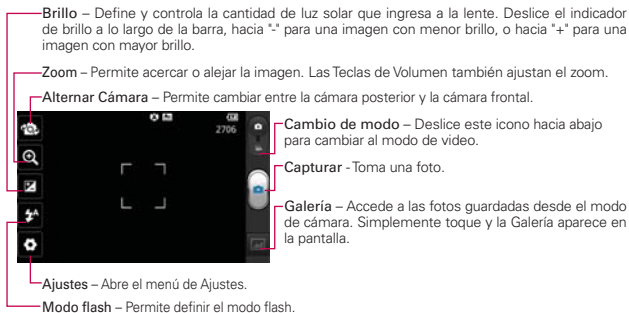 Brillo – Define y controla la cantidad de luz solar que ingresa a la lente. Deslice el indicador
de brillo a lo largo de la barra, hacia "-" para una imagen con menor brillo, o hacia "+" para una
imagen con mayor brillo.
Zoom – Permite acercar o alejar la imagen. Las Teclas de Volumen también ajustan el zoom.
Alternar Cámara – Permite cambiar entre la cámara posterior y la cámara frontal.
2706
Cambio de modo – Deslice este icono hacia abajo
para cambiar al modo de video.
Capturar - Toma una foto.
Galería – Accede a las fotos guardadas desde el modo
de cámara. Simplemente toque y la Galería aparece en
la pantalla.
A
Ajustes – Abre el menú de Ajustes.
Modo flash – Permite definir el modo flash.